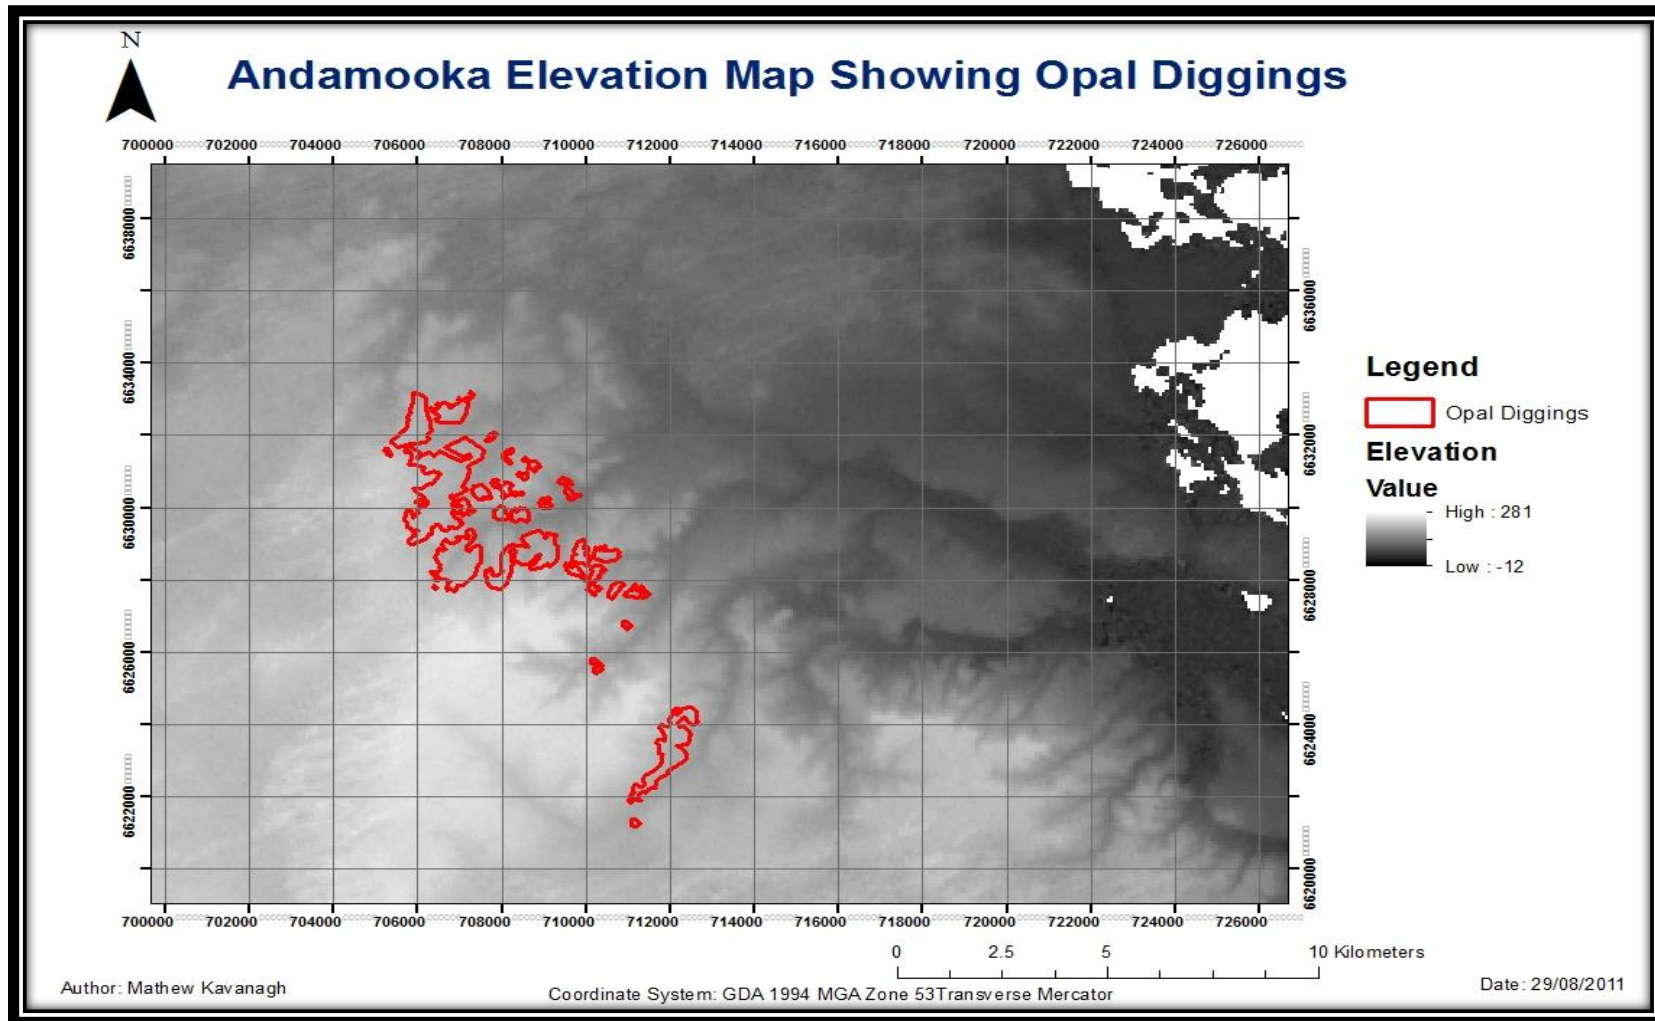 N
Andamooka Elevation Map Showing Opal Diggings
700000 702000 704000 706000 708000 710000 712000 714000 716000 718000 720000 722000 724000 726000
6638000
6636000
6634000
6632000
6630000
6628000
6626000
6624000
6622000
6620000
Legend
Opal Diggings
Elevation
Value
High : 281
Low : -12
700000 702000 704000 706000 708000 710000 712000 714000 716000 718000 720000 722000 724000 726000
0 2.5 5 10 Kilometers
Author: Mathew Kavanagh
Coordinate System: GDA 1994 MGA Zone 53Transverse Mercator
Date: 29/08/2011